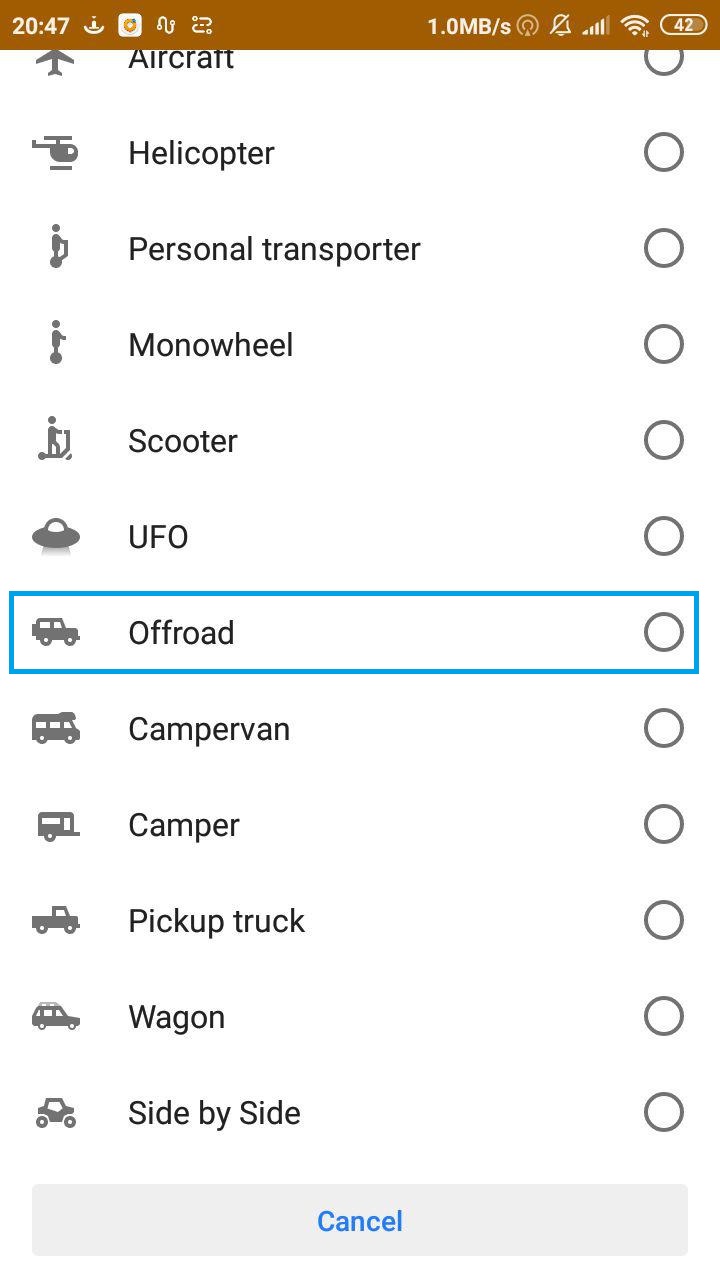 20:47 1.0MB/s 42
Aircraft
Helicopter
Personal transporter
Monowheel
Scooter
UFO
Offroad
Campervan
Camper
Pickup truck
Wagon
Side by Side
Cancel